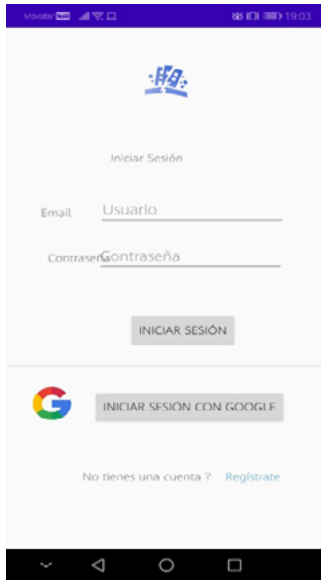 Movistar 19:03
Iniciar Sesión
Email Usuario
Contraseña Contraseña
INICIAR SESIÓN
INICIAR SESIÓN CON GOOGLE
No tienes una cuenta ? Regístrate